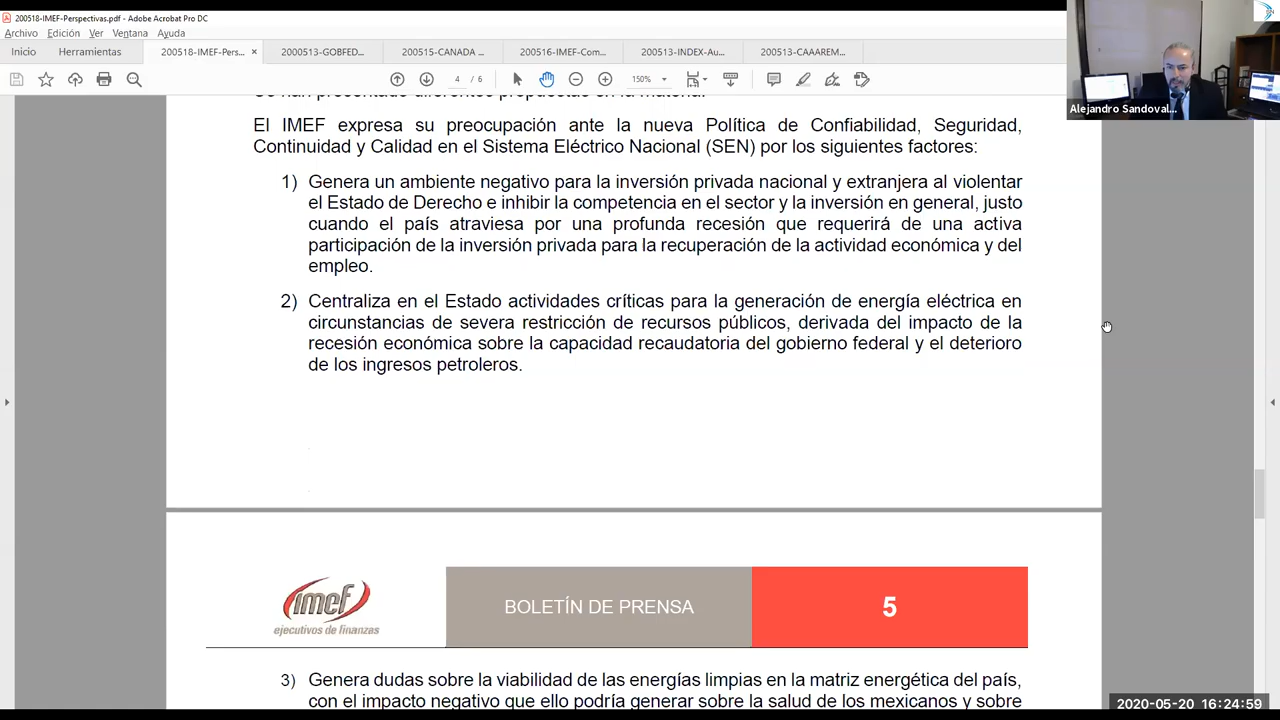 200518-IMEF-Perspectivas.pdf - Adobe Acrobat Pro DC
Archivo Edición Ver Ventana Ayuda
Inicio Herramientas 200518-IMEF-Pers... × 200513-GOBFED... 200515-CANADA ... 200516-IMEF-Com... 200513-INDEX-Au... 200513-CAAAREM...
4 / 6 150%
Alejandro Sandoval...
Se han presentado diferentes propuestas en la materia.
El IMEF expresa su preocupación ante la nueva Política de Confiabilidad, Seguridad,
Continuidad y Calidad en el Sistema Eléctrico Nacional (SEN) por los siguientes factores:
1) Genera un ambiente negativo para la inversión privada nacional y extranjera al violentar
el Estado de Derecho e inhibir la competencia en el sector y la inversión en general, justo
cuando el país atraviesa por una profunda recesión que requerirá de una activa
participación de la inversión privada para la recuperación de la actividad económica y del
empleo.
2) Centraliza en el Estado actividades críticas para la generación de energía eléctrica en
circunstancias de severa restricción de recursos públicos, derivada del impacto de la
recesión económica sobre la capacidad recaudatoria del gobierno federal y el deterioro
de los ingresos petroleros.
imef
ejecutivos de finanzas
BOLETÍN DE PRENSA
5
3) Genera dudas sobre la viabilidad de las energías limpias en la matriz energética del país,
con el impacto negativo que ello podría generar sobre la salud de los mexicanos y sobre
2020-05-20 16:24:59